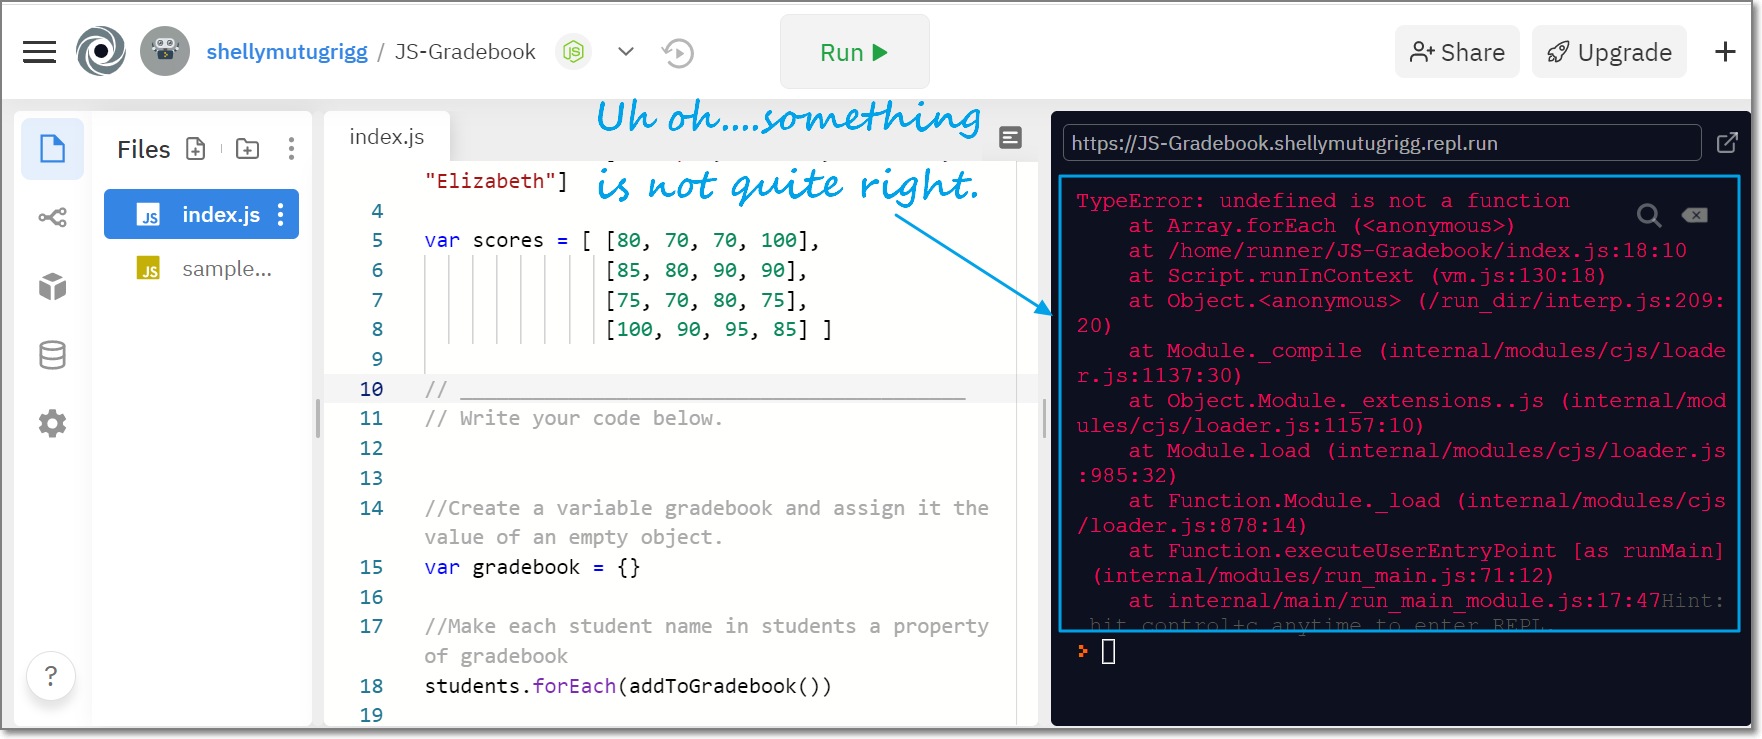 shellymutugrigg / JS-Gradebook
Run
Share
Upgrade
Uh oh....something
is not quite right.
Files
index.js
sample...
index.js
"Elizabeth"]
4
5 var scores = [ [80, 70, 70, 100],
6 [85, 80, 90, 90],
7 [75, 70, 80, 75],
8 [100, 90, 95, 85] ]
9
10 // __________________________________________
11 // Write your code below.
12
13
14 //Create a variable gradebook and assign it the
value of an empty object.
15 var gradebook = {}
16
17 //Make each student name in students a property
of gradebook
18 students.forEach(addToGradebook())
19
https://JS-Gradebook.shellymutugrigg.repl.run
TypeError: undefined is not a function
at Array.forEach (<anonymous>)
at /home/runner/JS-Gradebook/index.js:18:10
at Script.runInContext (vm.js:130:18)
at Object.<anonymous> (/run_dir/interp.js:209:
20)
at Module._compile (internal/modules/cjs/loade
r.js:1137:30)
at Object.Module._extensions..js (internal/mod
ules/cjs/loader.js:1157:10)
at Module.load (internal/modules/cjs/loader.js
:985:32)
at Function.Module._load (internal/modules/cjs
/loader.js:878:14)
at Function.executeUserEntryPoint [as runMain]
(internal/modules/run_main.js:71:12)
at internal/main/run_main_module.js:17:47Hint:
hit control+c anytime to enter REPL.
>
?